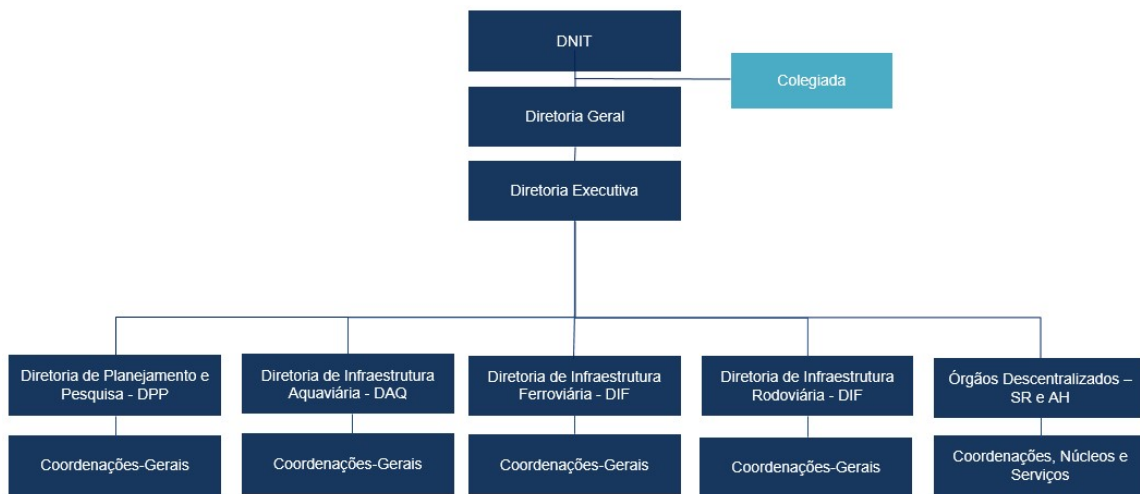 DNIT
Colegiada
Diretoria Geral
Diretoria Executiva
Diretoria de Planejamento e
Pesquisa - DPP
Diretoria de Infraestrutura
Aquaviária - DAQ
Diretoria de Infraestrutura
Ferroviária - DIF
Diretoria de Infraestrutura
Rodoviária - DIF
Órgãos Descentralizados –
SR e AH
Coordenações-Gerais
Coordenações-Gerais
Coordenações-Gerais
Coordenações-Gerais
Coordenações, Núcleos e
Serviços